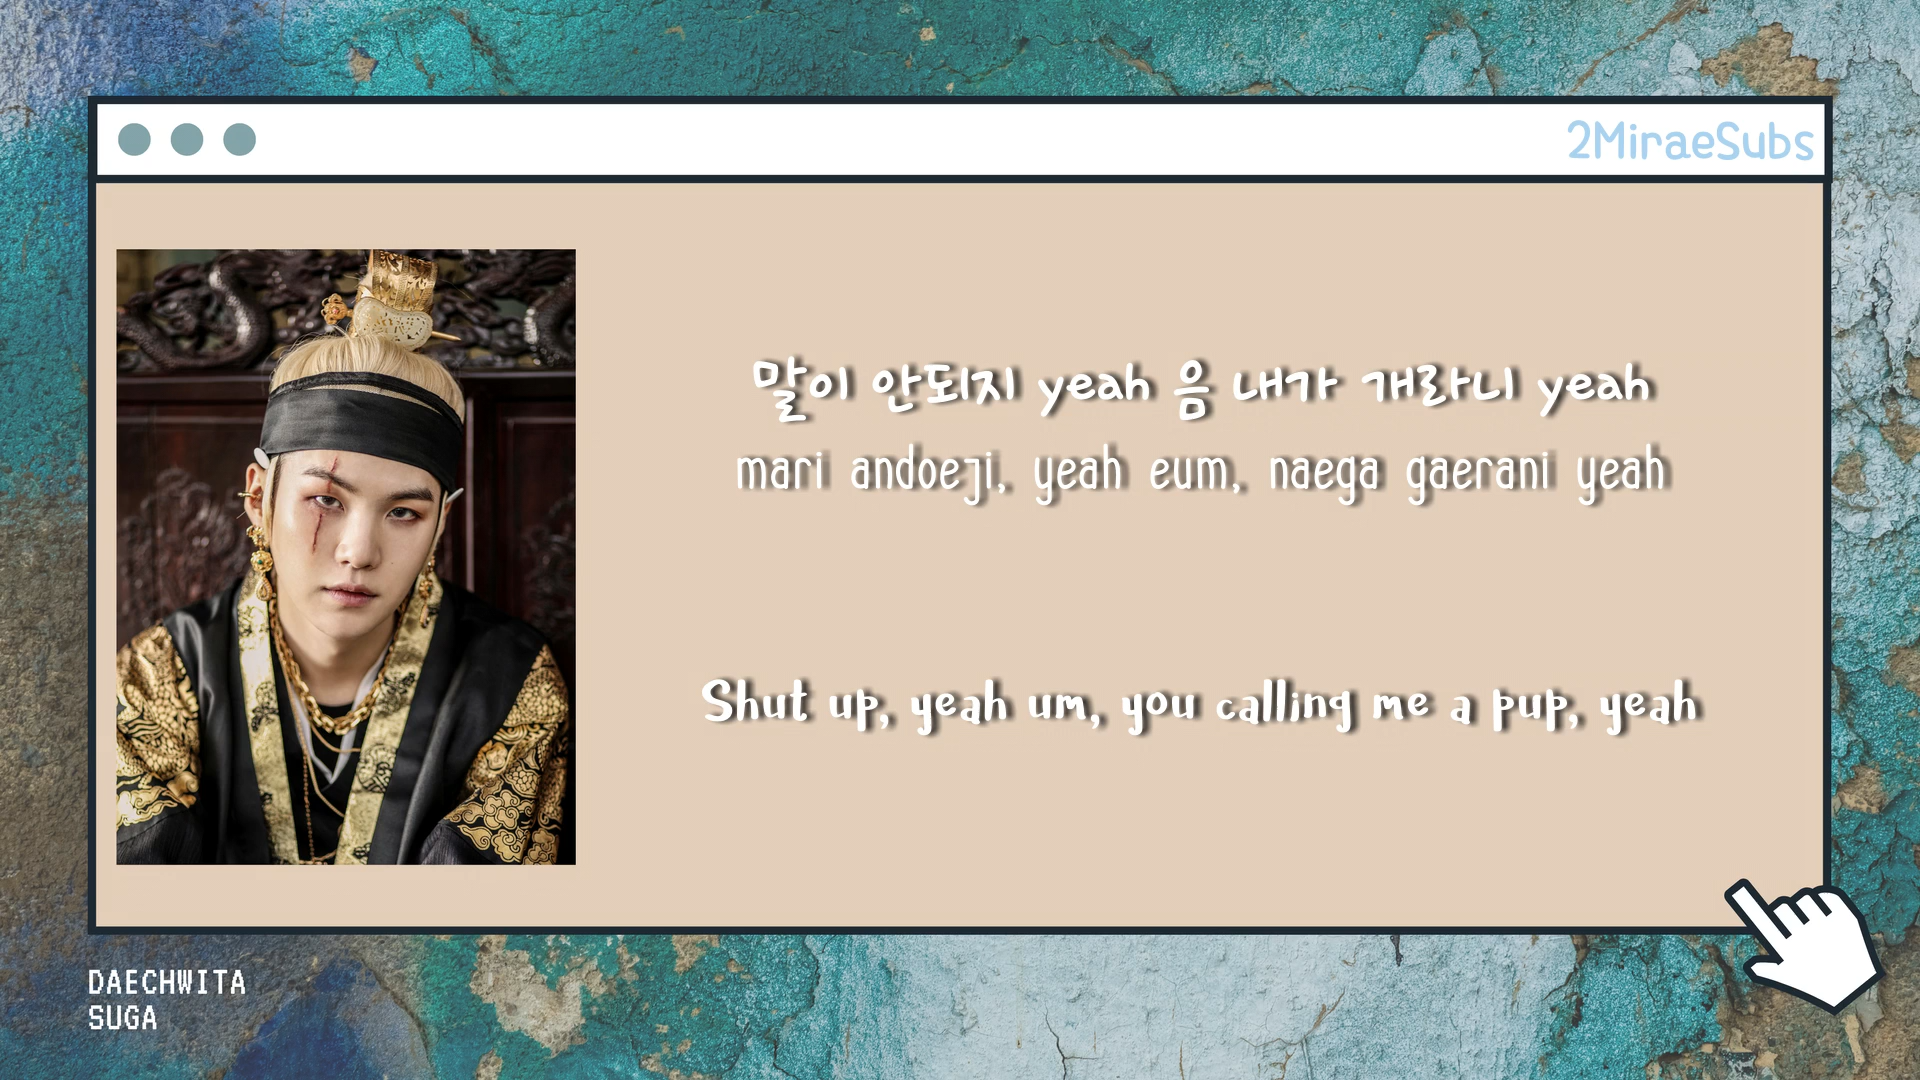 2MiraeSubs
말이 안되지 yeah 음 내가 개라니 yeah
mari andoeji, yeah eum, naega gaerani yeah
Shut up, yeah um, you calling me a pup, yeah
DAECHWITA
SUGA